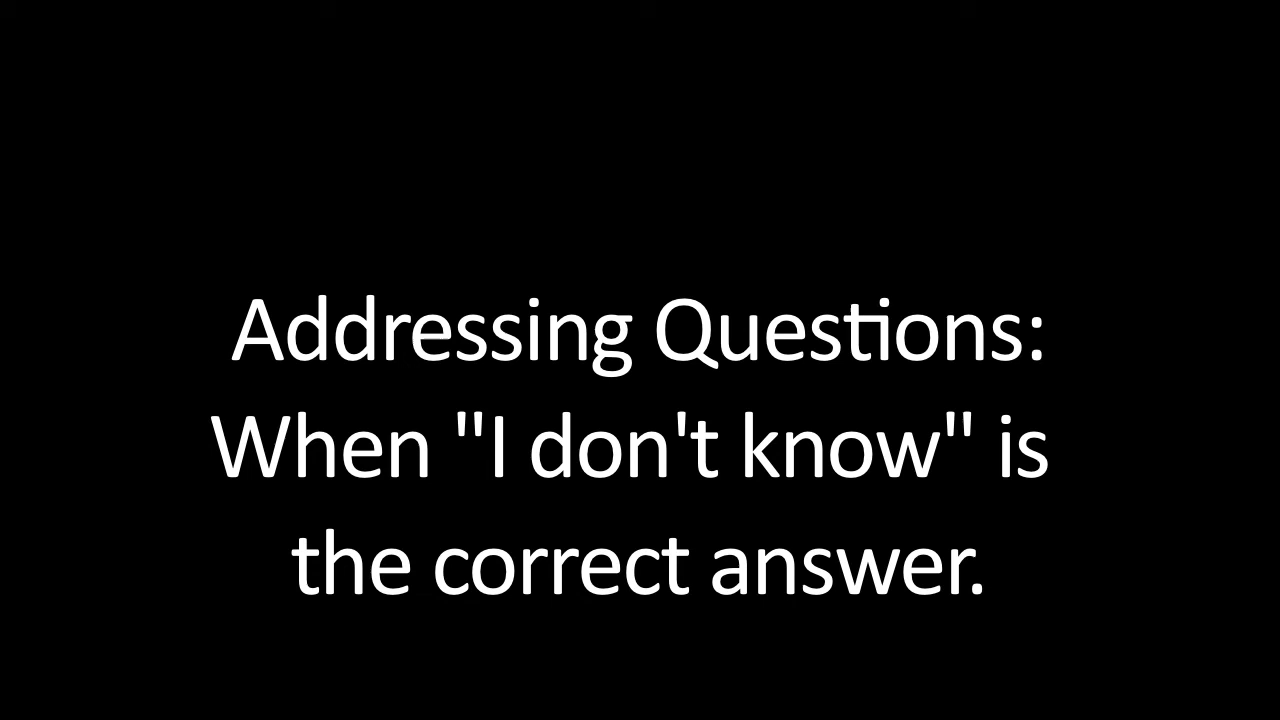 Addressing Questions:
When "I don't know" is
the correct answer.